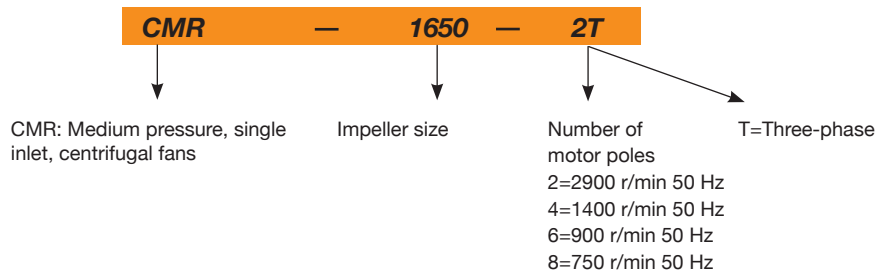 CMR — 1650 — 2T
CMR: Medium pressure, single
inlet, centrifugal fans
Impeller size
Number of
motor poles
2=2900 r/min 50 Hz
4=1400 r/min 50 Hz
6=900 r/min 50 Hz
8=750 r/min 50 Hz
T=Three-phase